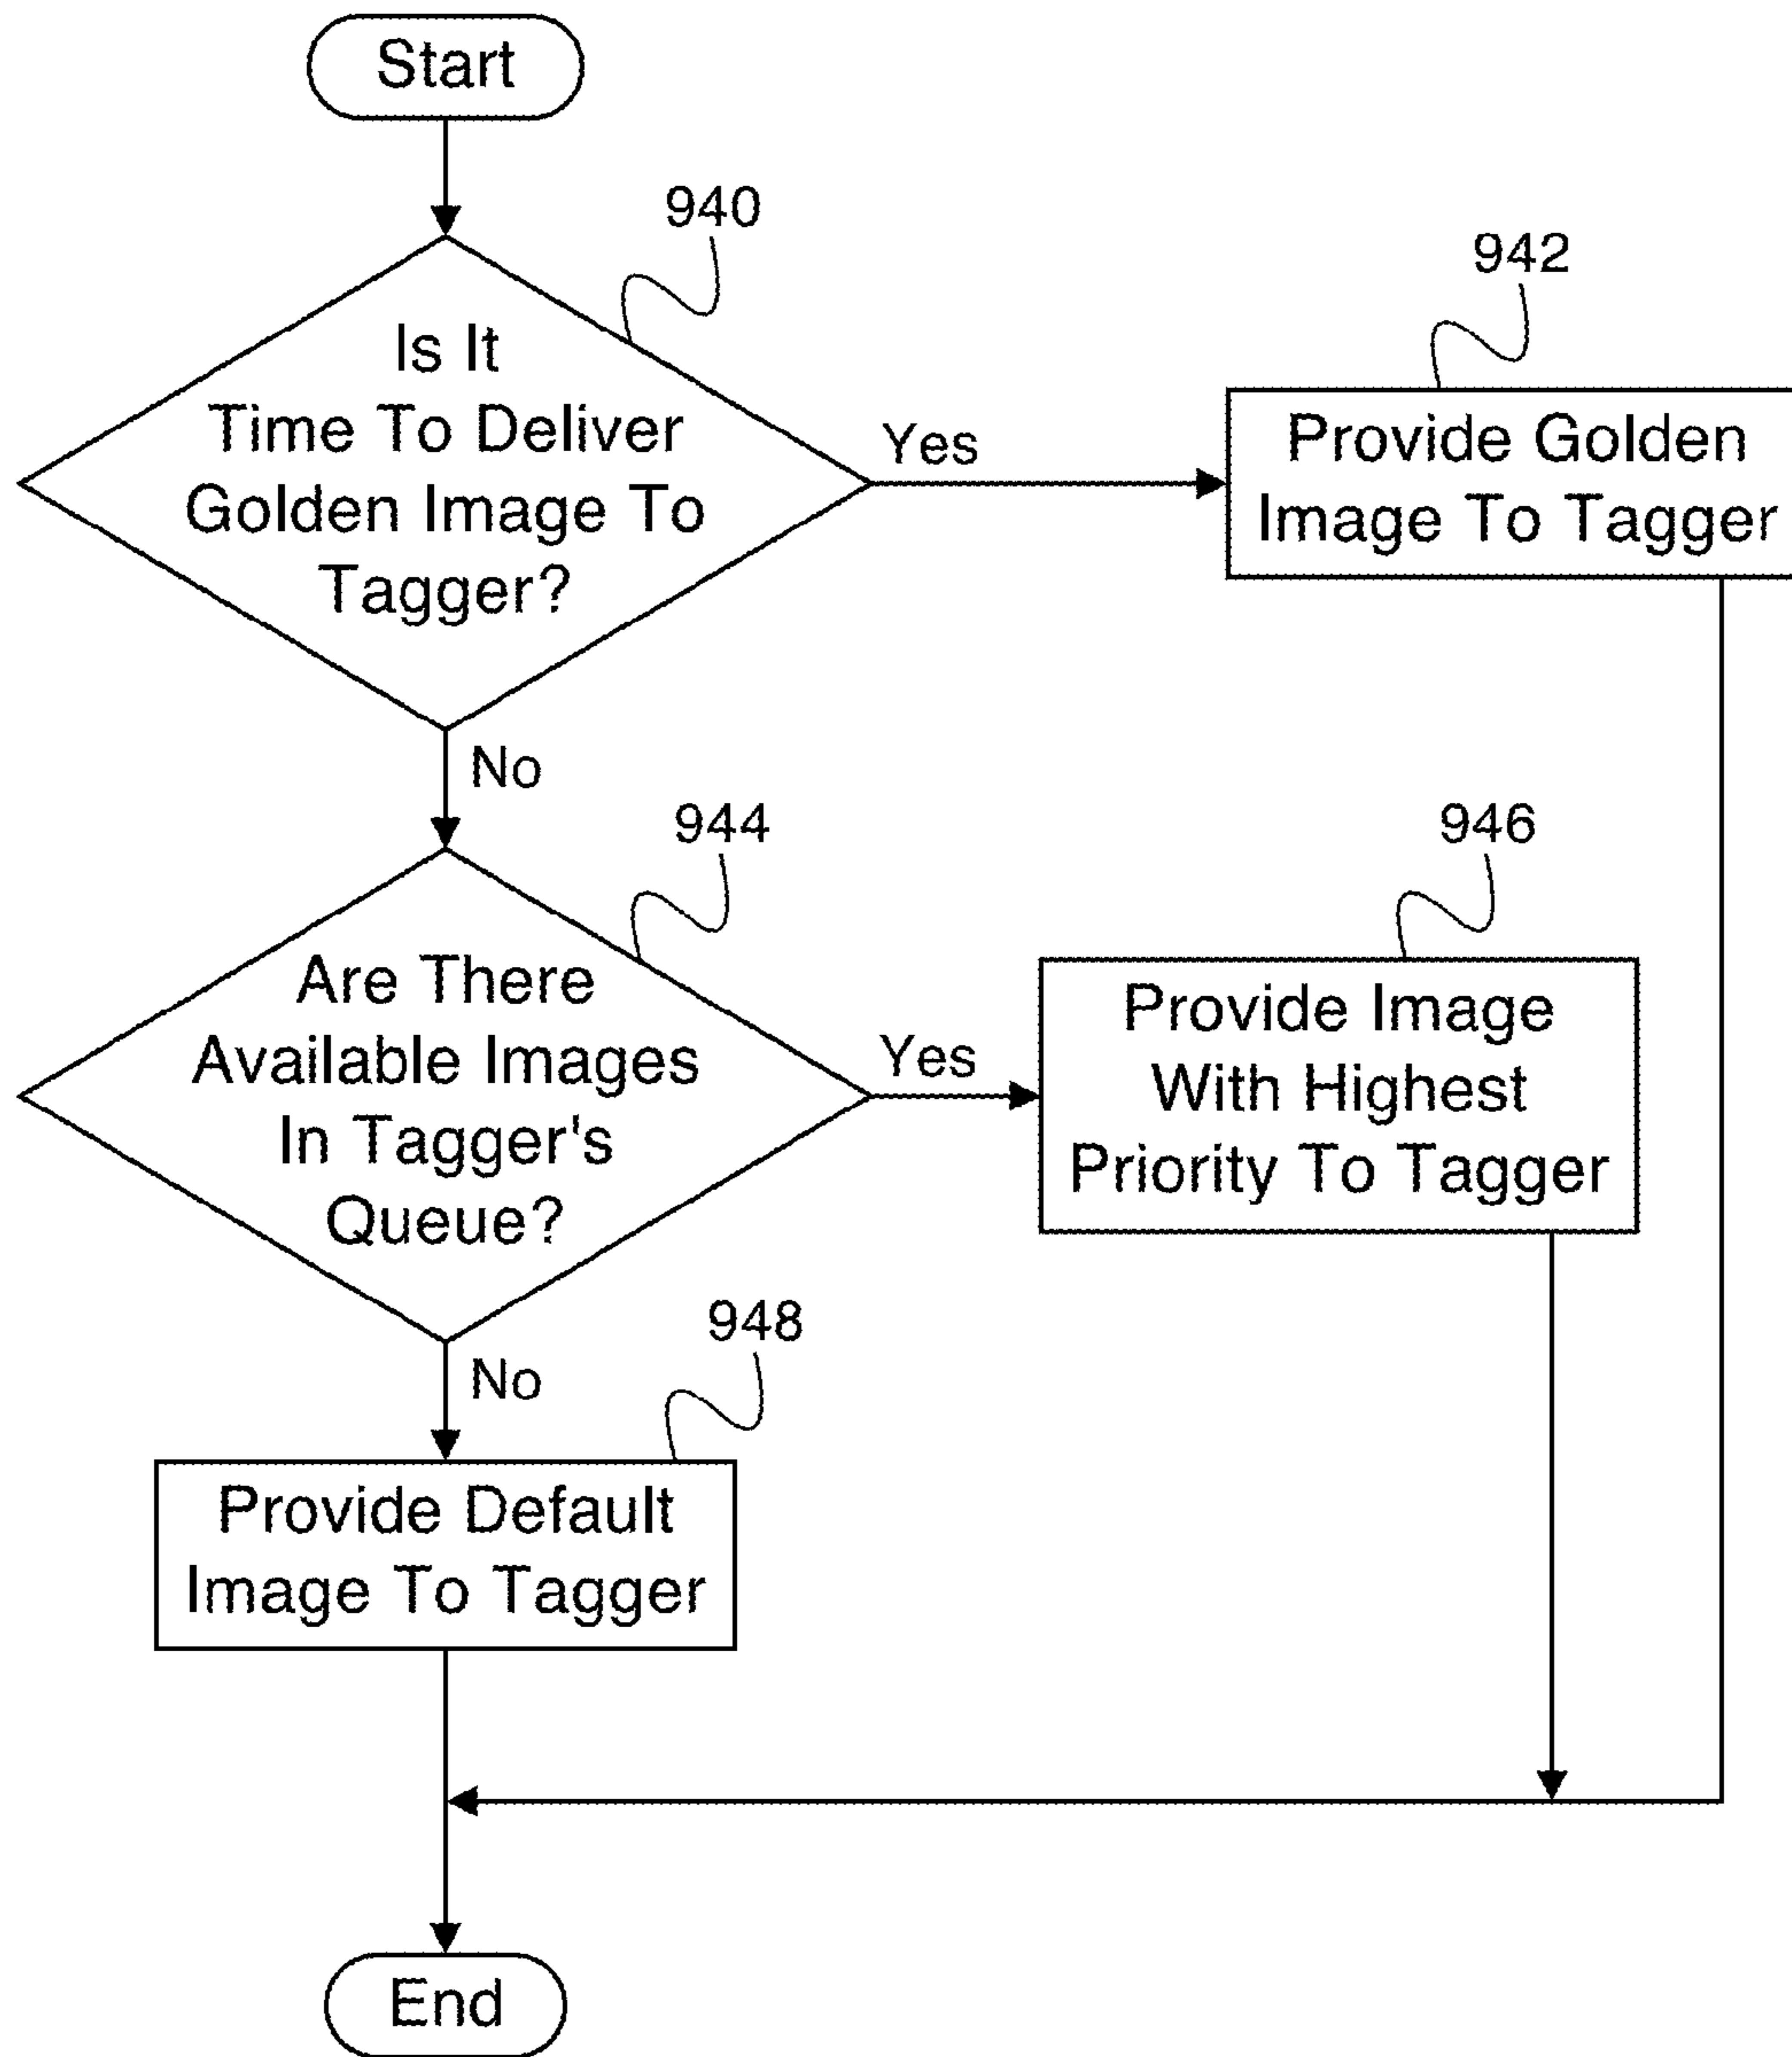 Start
940
Is It
Time To Deliver
Golden Image To
Tagger?
Yes
942
Provide Golden
Image To Tagger
No
944
Are There
Available Images
In Tagger's
Queue?
Yes
946
Provide Image
With Highest
Priority To Tagger
No
948
Provide Default
Image To Tagger
End